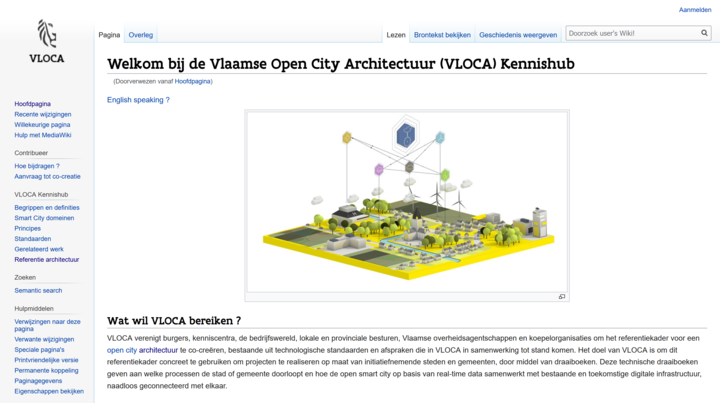 Aanmelden
VLOCA
Pagina Overleg Lezen Brontekst bekijken Geschiedenis weergeven Doorzoek user's Wiki!
Welkom bij de Vlaamse Open City Architectuur (VLOCA) Kennishub
(Doorverwezen vanaf Hoofdpagina)
English speaking ?
Hoofdpagina
Recente wijzigingen
Willekeurige pagina
Hulp met MediaWiki
Contribueer
Hoe bijdragen ?
Aanvraag tot co-creatie
VLOCA Kennishub
Begrippen en definities
Smart City domeinen
Principes
Standaarden
Gerelateerd werk
Referentie architectuur
Zoeken
Semantic search
Hulpmiddelen
Verwijzingen naar deze
pagina
Verwante wijzigingen
Speciale pagina's
Printvriendelijke versie
Permanente koppeling
Paginagegevens
Eigenschappen bekijken
Wat wil VLOCA bereiken ?
VLOCA verenigt burgers, kenniscentra, de bedrijfswereld, lokale en provinciale besturen, Vlaamse overheidsagentschappen en koepelorganisaties om het referentiekader voor een
open city architectuur te co-creëren, bestaande uit technologische standaarden en afspraken die in VLOCA in samenwerking tot stand komen. Het doel van VLOCA is om dit
referentiekader concreet te gebruiken om projecten te realiseren op maat van initiatiefnemende steden en gemeenten, door middel van draaiboeken. Deze technische draaiboeken
geven aan welke processen de stad of gemeente doorloopt en hoe de open smart city op basis van real-time data samenwerkt met bestaande en toekomstige digitale infrastructuur,
naadloos geconnecteerd met elkaar.